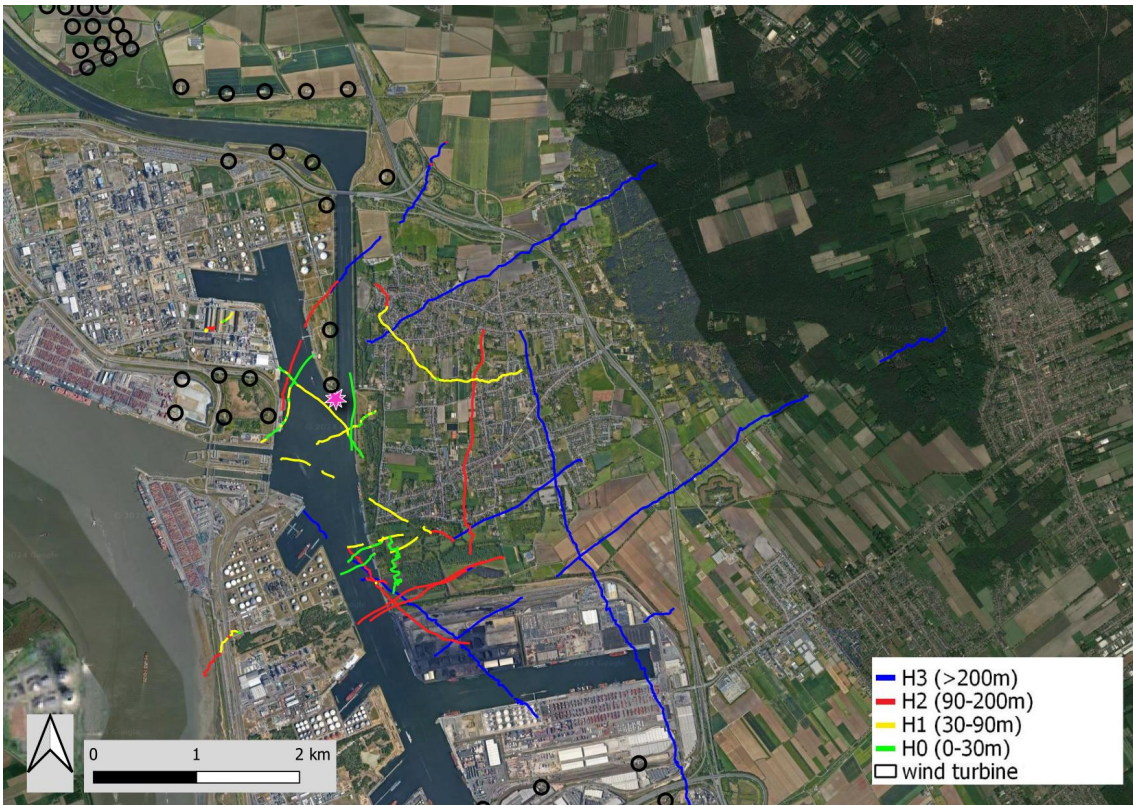 H3 (>200m)
H2 (90-200m)
H1 (30-90m)
H0 (0-30m)
wind turbine
0 1 2 km